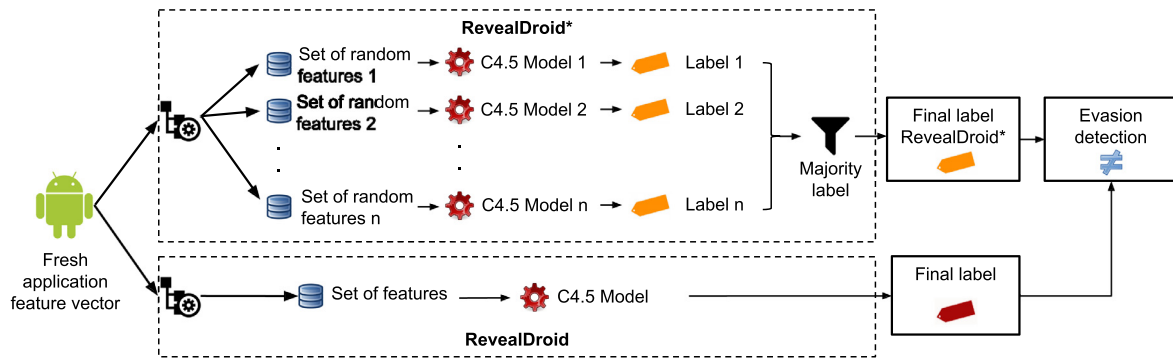 RevealDroid*
Set of random
features 1
C4.5 Model 1
Label 1
Set of random
features 2
C4.5 Model 2
Label 2
Set of random
features n
C4.5 Model n
Label n
Majority
label
Final label
RevealDroid*
Evasion
detection
Fresh
application
feature vector
Set of features
C4.5 Model
Final label
RevealDroid